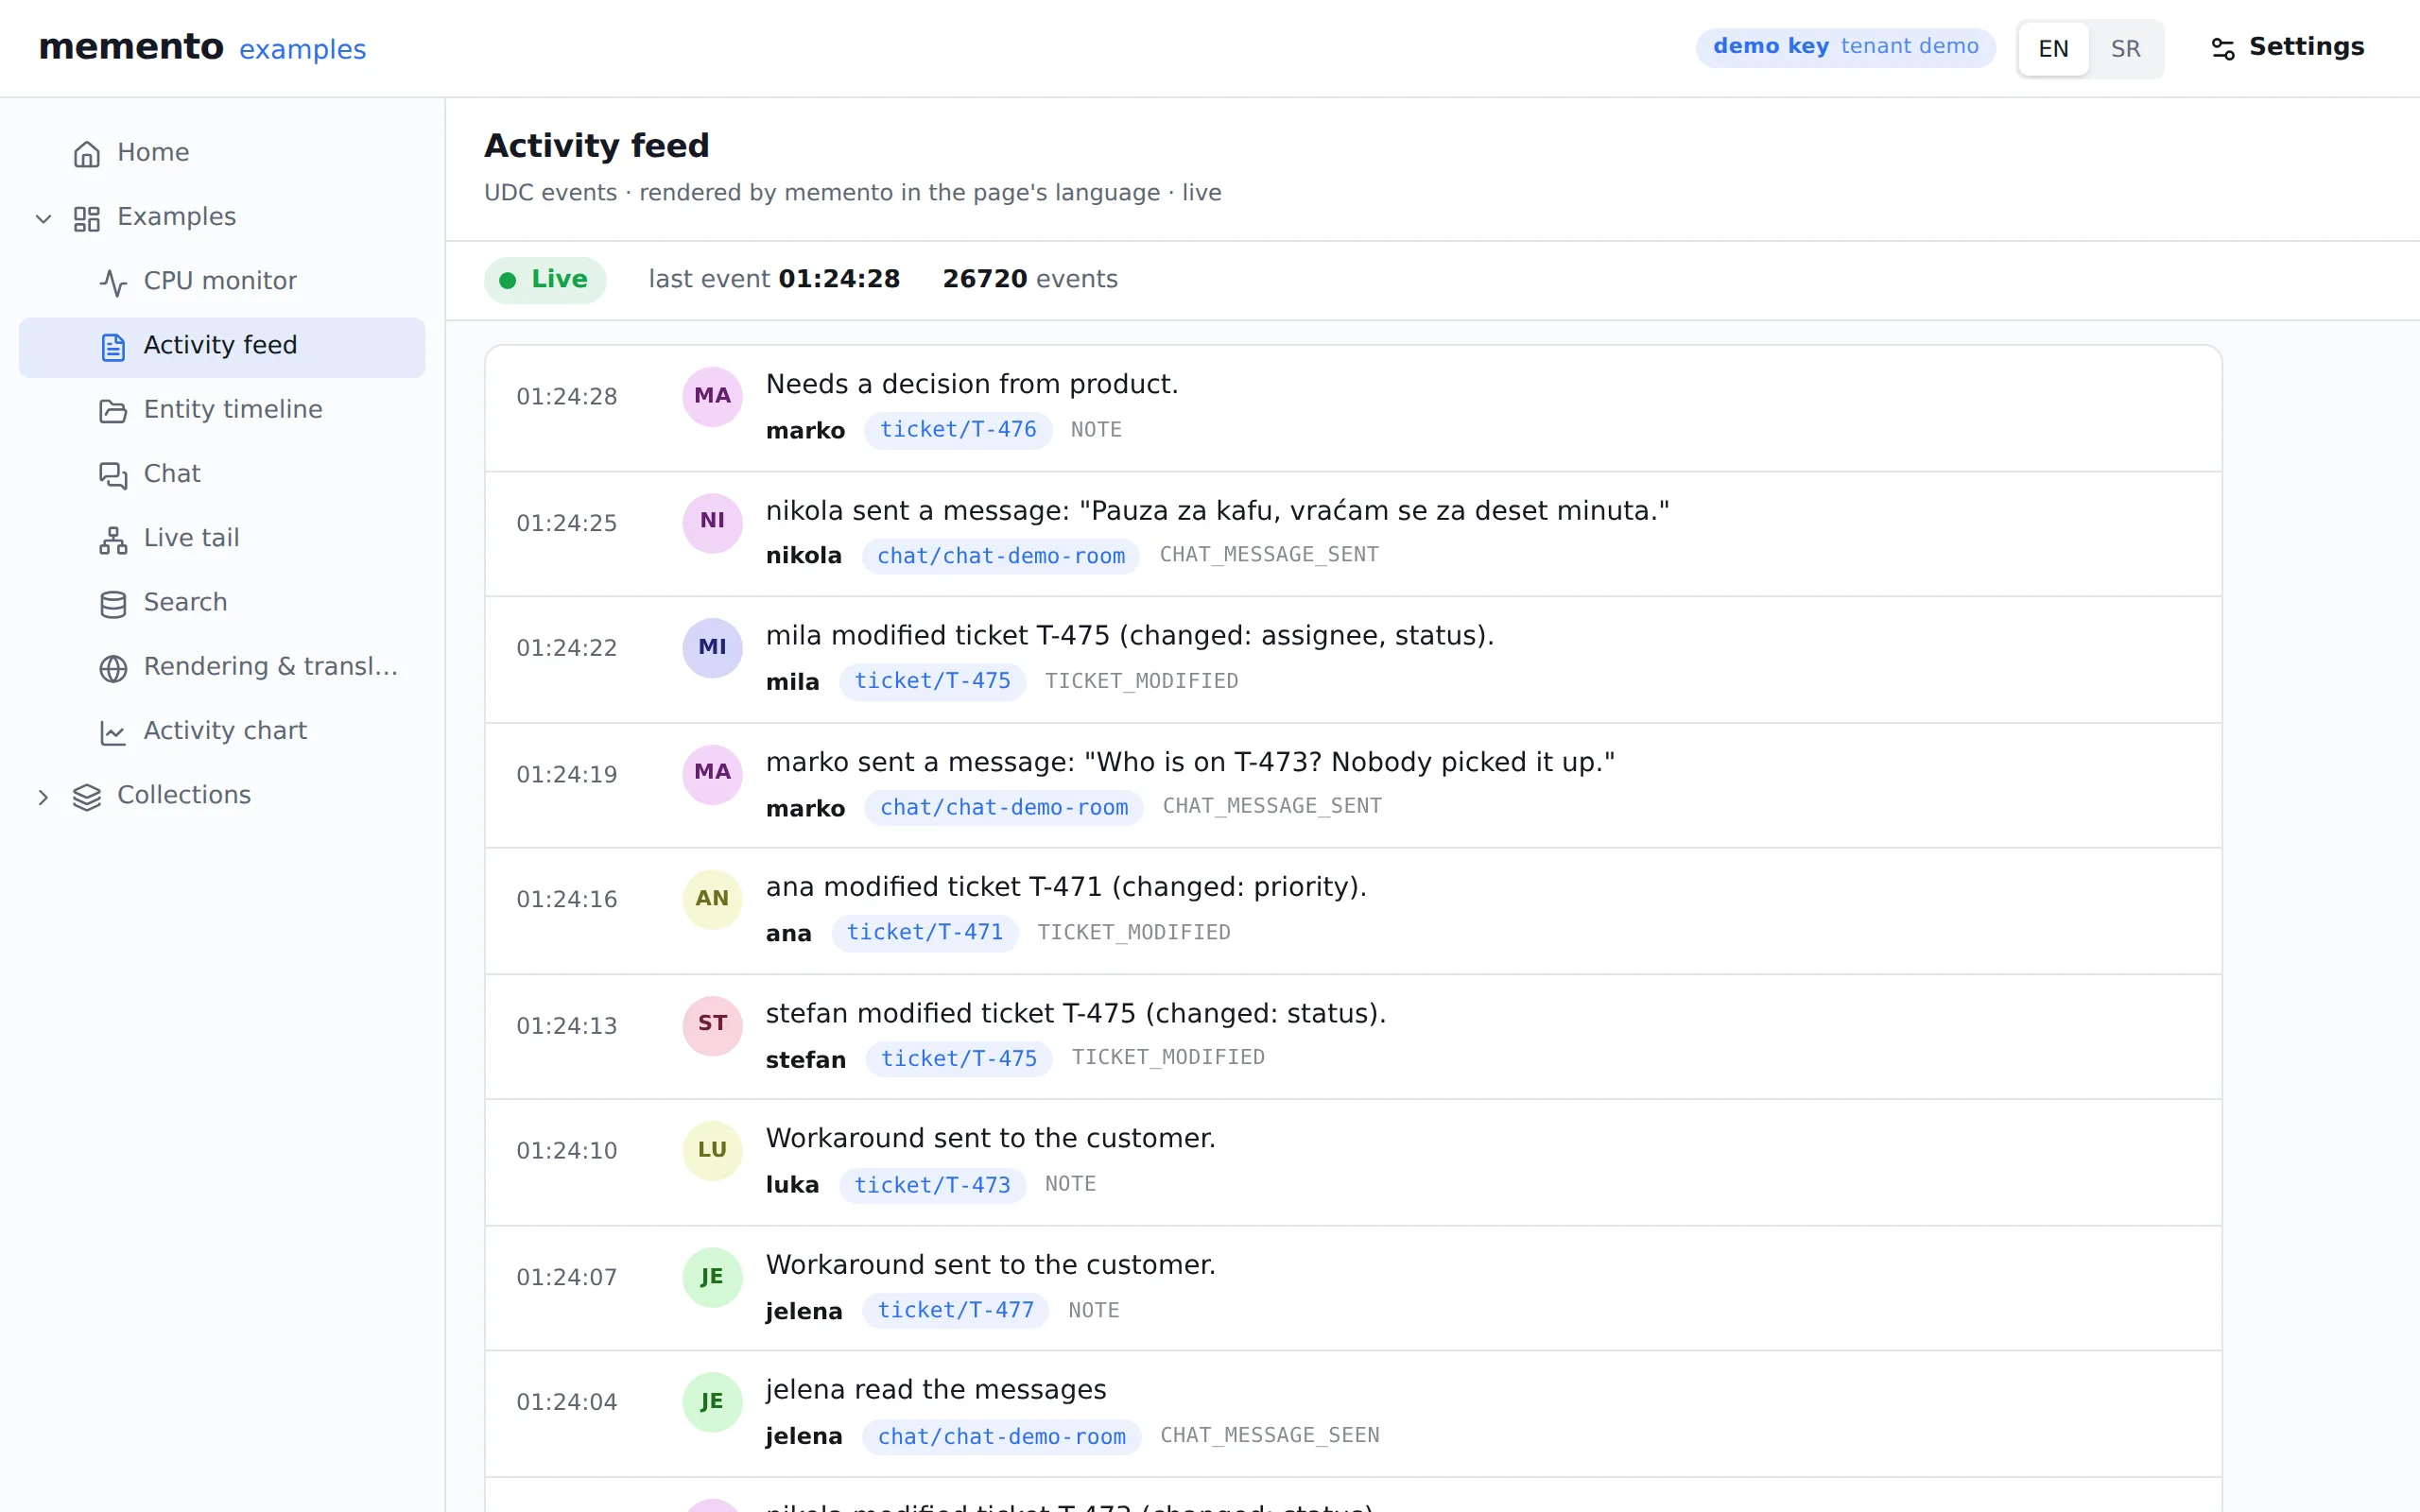 memento examples
demo key tenant demo
EN SR
Settings
Home
Examples
CPU monitor
Activity feed
Entity timeline
Chat
Live tail
Search
Rendering & transl...
Activity chart
Collections
Activity feed
UDC events · rendered by memento in the page's language · live
Live last event 01:24:28 26720 events
01:24:28 MA Needs a decision from product.
marko ticket/T-476 NOTE
01:24:25 NI nikola sent a message: "Pauza za kafu, vraćam se za deset minuta."
nikola chat/chat-demo-room CHAT_MESSAGE_SENT
01:24:22 MI mila modified ticket T-475 (changed: assignee, status).
mila ticket/T-475 TICKET_MODIFIED
01:24:19 MA marko sent a message: "Who is on T-473? Nobody picked it up."
marko chat/chat-demo-room CHAT_MESSAGE_SENT
01:24:16 AN ana modified ticket T-471 (changed: priority).
ana ticket/T-471 TICKET_MODIFIED
01:24:13 ST stefan modified ticket T-475 (changed: status).
stefan ticket/T-475 TICKET_MODIFIED
01:24:10 LU Workaround sent to the customer.
luka ticket/T-473 NOTE
01:24:07 JE Workaround sent to the customer.
jelena ticket/T-477 NOTE
01:24:04 JE jelena read the messages
jelena chat/chat-demo-room CHAT_MESSAGE_SEEN
nikola modified ticket T-473 (changed: status).